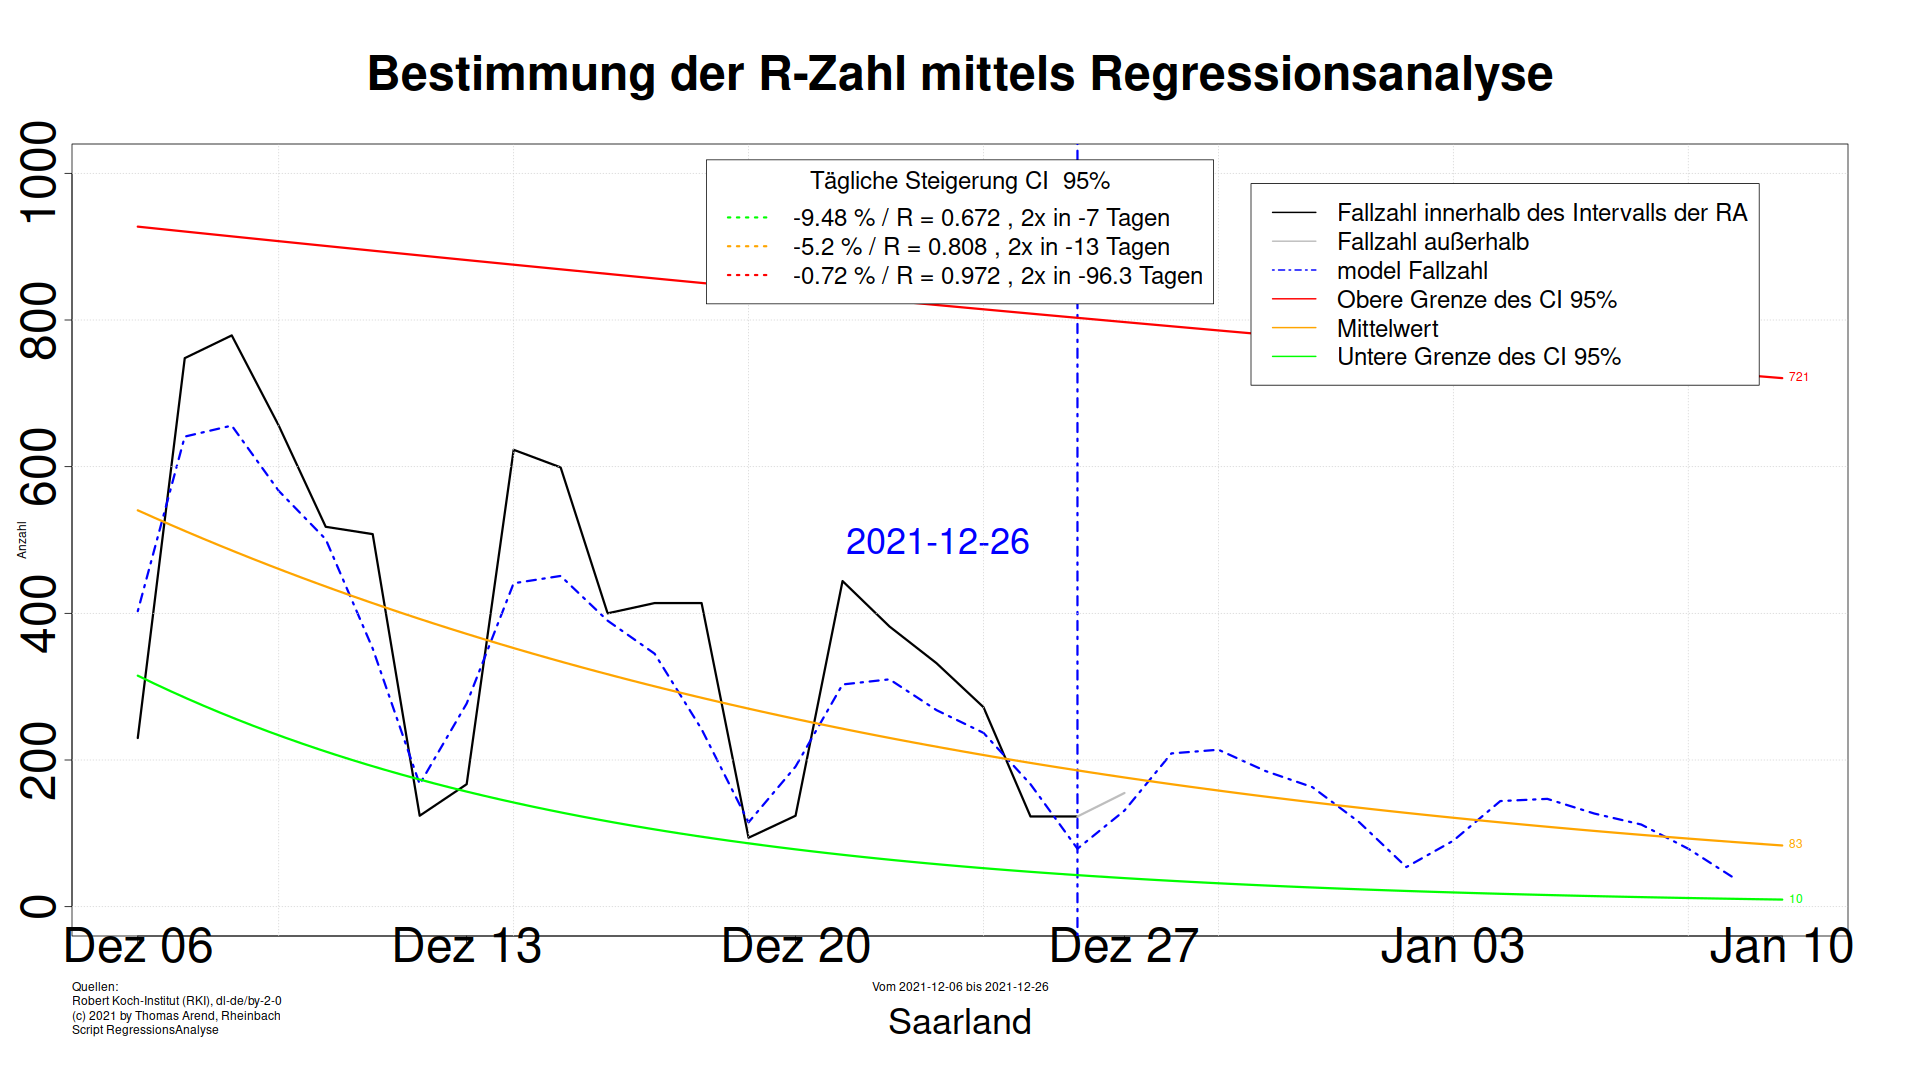 Bestimmung der R-Zahl mittels Regressionsanalyse
Anzahl
1000
800
600
400
200
0
Tägliche Steigerung CI 95%
-9.48 % / R = 0.672 , 2x in -7 Tagen
-5.2 % / R = 0.808 , 2x in -13 Tagen
-0.72 % / R = 0.972 , 2x in -96.3 Tagen
Fallzahl innerhalb des Intervalls der RA
Fallzahl außerhalb
model Fallzahl
Obere Grenze des CI 95%
Mittelwert
Untere Grenze des CI 95%
721
2021-12-26
83
10
Dez 06 Dez 13 Dez 20 Dez 27 Jan 03 Jan 10
Quellen:
Robert Koch-Institut (RKI), dl-de/by-2-0
(c) 2021 by Thomas Arend, Rheinbach
Script RegressionsAnalyse
Vom 2021-12-06 bis 2021-12-26
Saarland